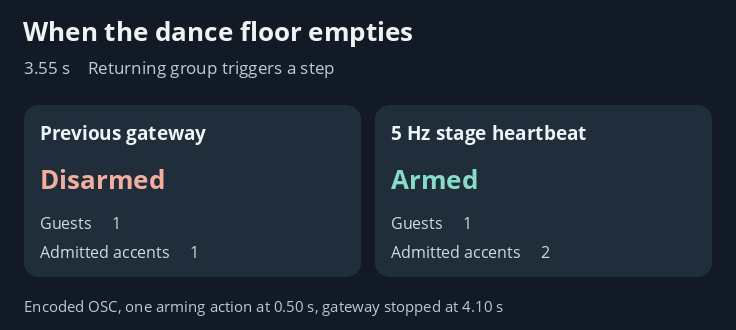 When the dance floor empties
3.55 s Returning group triggers a step
Previous gateway
Disarmed
Guests 1
Admitted accents 1
5 Hz stage heartbeat
Armed
Guests 1
Admitted accents 2
Encoded OSC, one arming action at 0.50 s, gateway stopped at 4.10 s